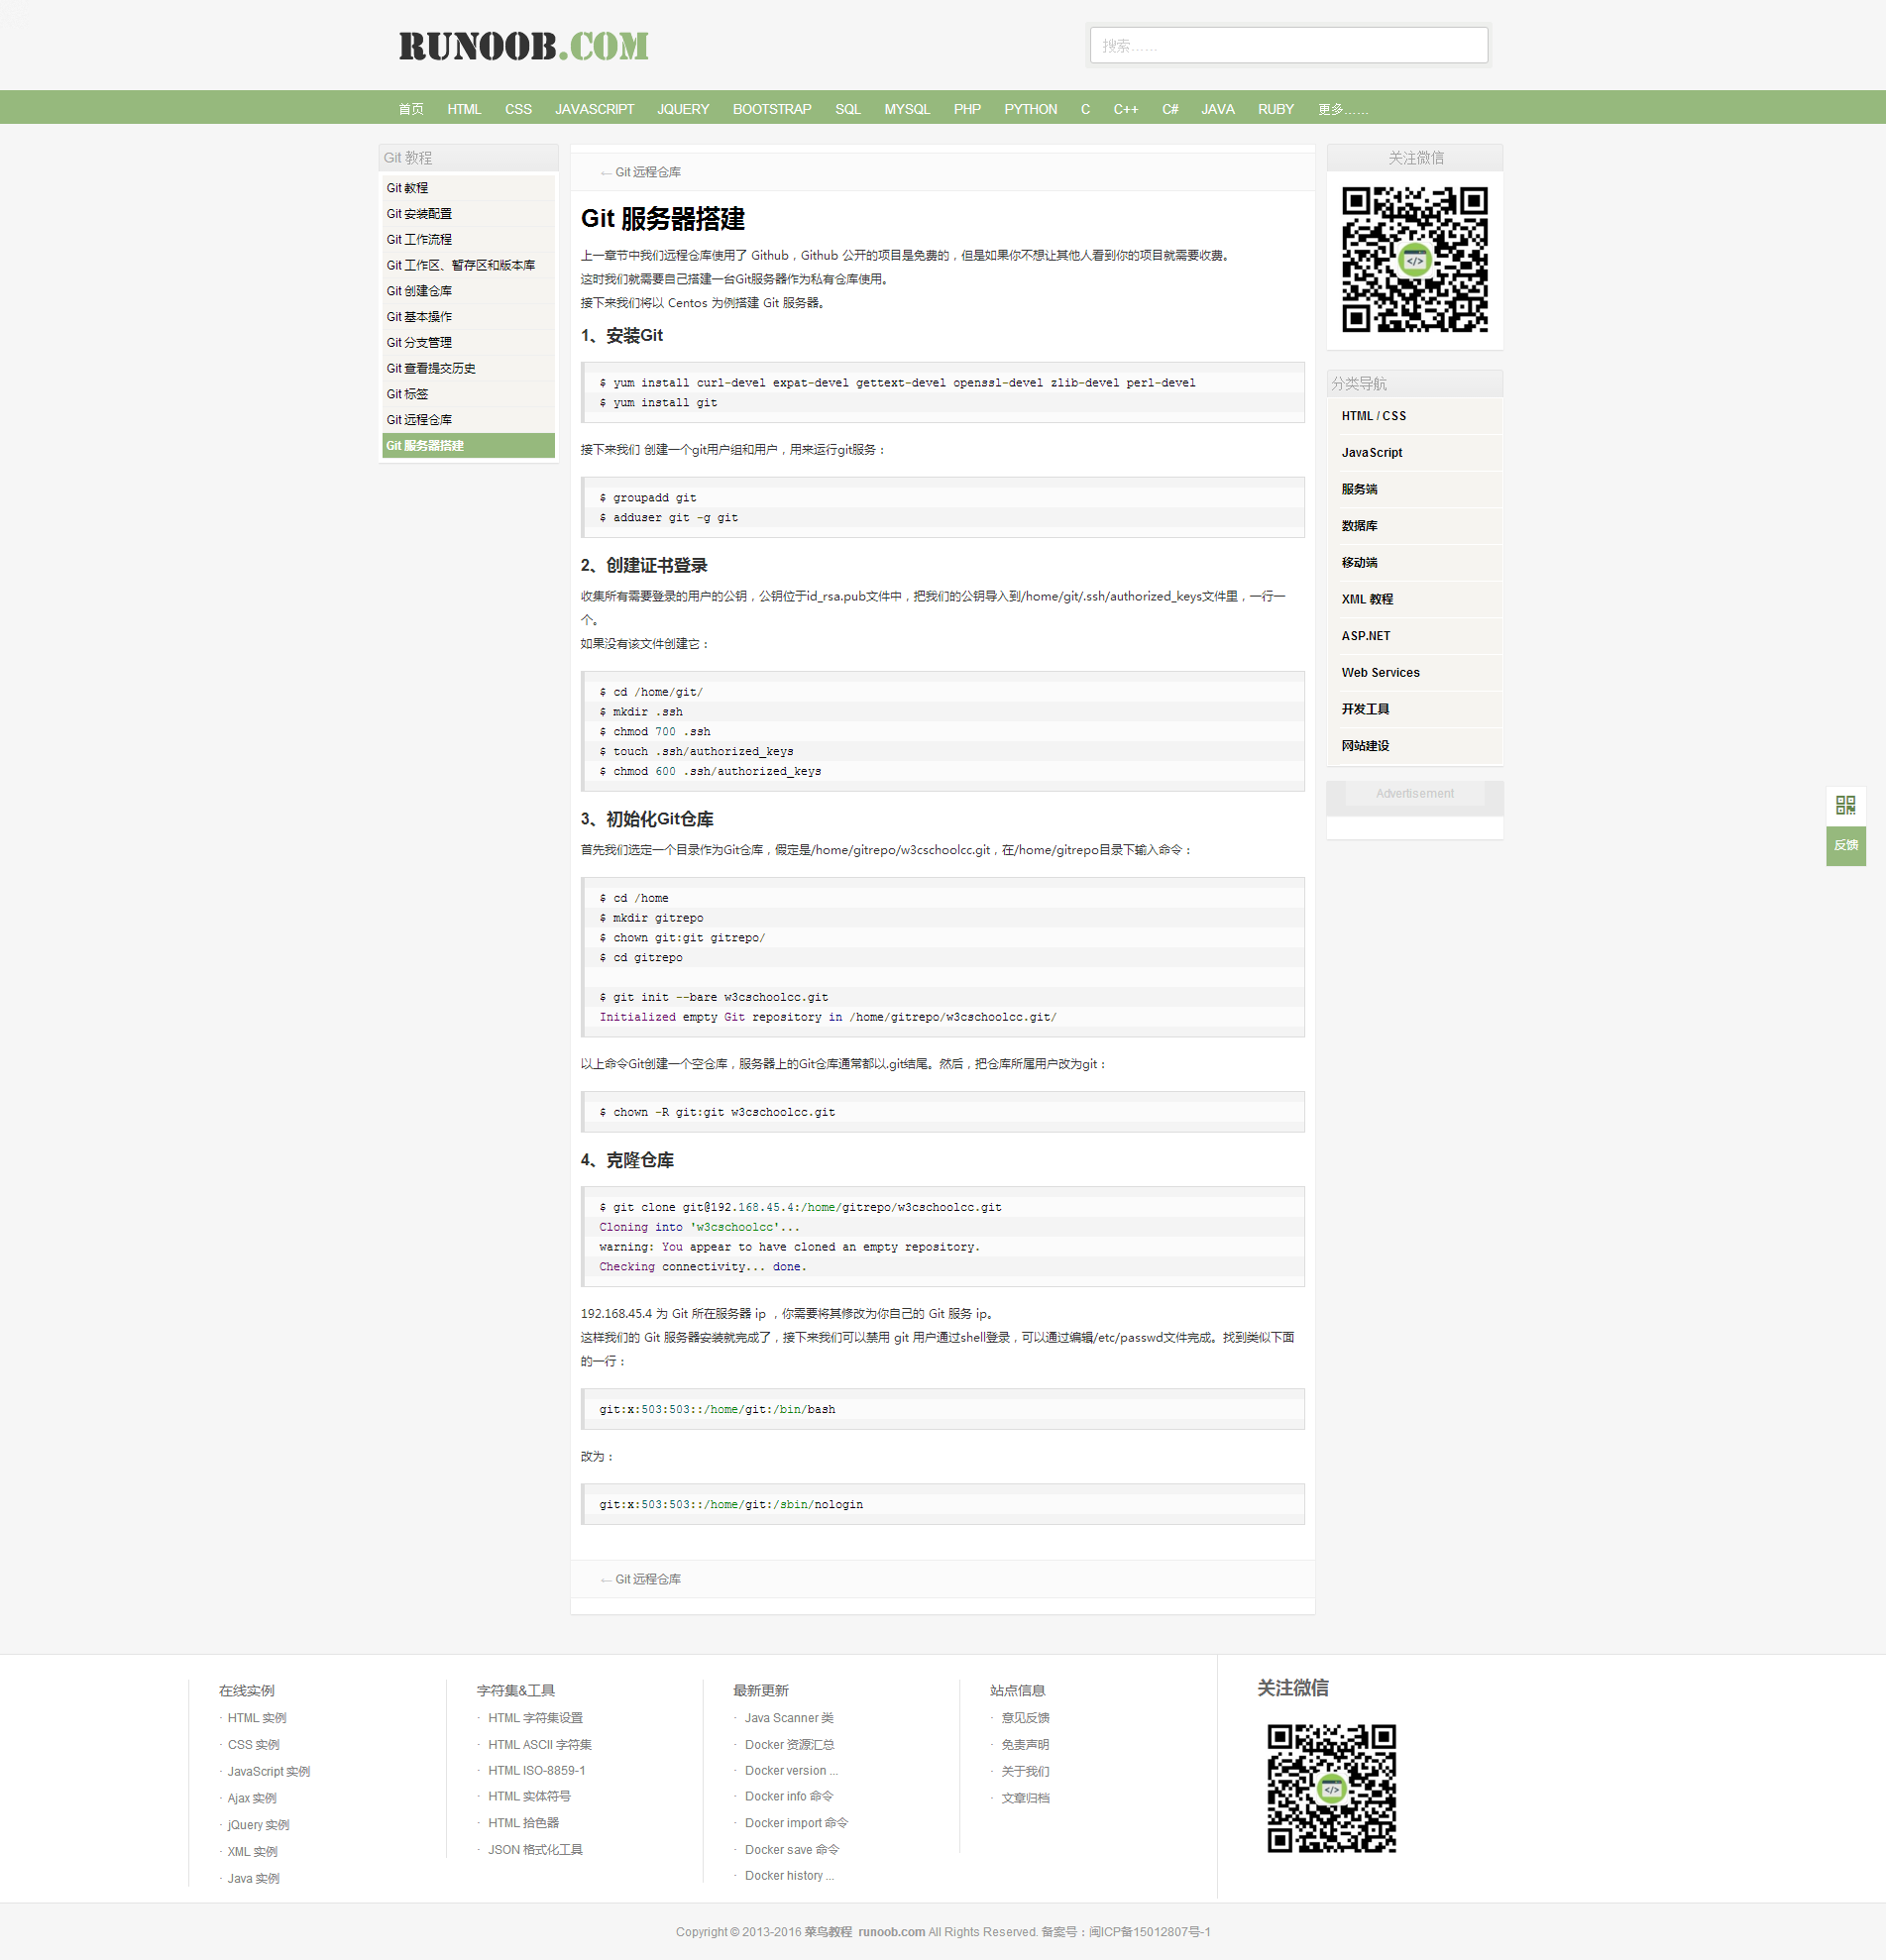 RUNOOB.COM
搜索......
首页 HTML CSS JAVASCRIPT JQUERY BOOTSTRAP SQL MYSQL PHP PYTHON C C++ C# JAVA RUBY 更多……
Git 教程
Git 教程
Git 安装配置
Git 工作流程
Git 工作区、暂存区和版本库
Git 创建仓库
Git 基本操作
Git 分支管理
Git 查看提交历史
Git 标签
Git 远程仓库
Git 服务器搭建
← Git 远程仓库
Git 服务器搭建
上一章节中我们远程仓库使用了 Github，Github 公开的项目是免费的，但是如果你不想让其他人看到你的项目就需要收费。
这时我们就需要自己搭建一台Git服务器作为私有仓库使用。
接下来我们将以 Centos 为例搭建 Git 服务器。
1、安装Git
$ yum install curl-devel expat-devel gettext-devel openssl-devel zlib-devel perl-devel
$ yum install git
接下来我们 创建一个git用户组和用户，用来运行git服务：
$ groupadd git
$ adduser git -g git
2、创建证书登录
收集所有需要登录的用户的公钥，公钥位于id_rsa.pub文件中，把我们的公钥导入到/home/git/.ssh/authorized_keys文件里，一行一
个。
如果没有该文件创建它：
$ cd /home/git/
$ mkdir .ssh
$ chmod 700 .ssh
$ touch .ssh/authorized_keys
$ chmod 600 .ssh/authorized_keys
3、初始化Git仓库
首先我们选定一个目录作为Git仓库，假定是/home/gitrepo/w3cschoolcc.git，在/home/gitrepo目录下输入命令：
$ cd /home
$ mkdir gitrepo
$ chown git:git gitrepo/
$ cd gitrepo
$ git init --bare w3cschoolcc.git
Initialized empty Git repository in /home/gitrepo/w3cschoolcc.git/
以上命令Git创建一个空仓库，服务器上的Git仓库通常都以.git结尾。然后，把仓库所属用户改为git：
$ chown -R git:git w3cschoolcc.git
4、克隆仓库
$ git clone git@192.168.45.4:/home/gitrepo/w3cschoolcc.git
Cloning into 'w3cschoolcc'...
warning: You appear to have cloned an empty repository.
Checking connectivity... done.
192.168.45.4 为 Git 所在服务器 ip ，你需要将其修改为你自己的 Git 服务 ip。
这样我们的 Git 服务器安装就完成了，接下来我们可以禁用 git 用户通过shell登录，可以通过编辑/etc/passwd文件完成。找到类似下面
的一行：
git:x:503:503::/home/git:/bin/bash
改为：
git:x:503:503::/home/git:/sbin/nologin
← Git 远程仓库
关注微信
分类导航
HTML / CSS
JavaScript
服务端
数据库
移动端
XML 教程
ASP.NET
Web Services
开发工具
网站建设
Advertisement
反馈
在线实例
· HTML 实例
· CSS 实例
· JavaScript 实例
· Ajax 实例
· jQuery 实例
· XML 实例
· Java 实例
字符集&工具
· HTML 字符集设置
· HTML ASCII 字符集
· HTML ISO-8859-1
· HTML 实体符号
· HTML 拾色器
· JSON 格式化工具
最新更新
· Java Scanner 类
· Docker 资源汇总
· Docker version ...
· Docker info 命令
· Docker import 命令
· Docker save 命令
· Docker history ...
站点信息
· 意见反馈
· 免责声明
· 关于我们
· 文章归档
关注微信
Copyright © 2013-2016 菜鸟教程 runoob.com All Rights Reserved. 备案号：闽ICP备15012807号-1